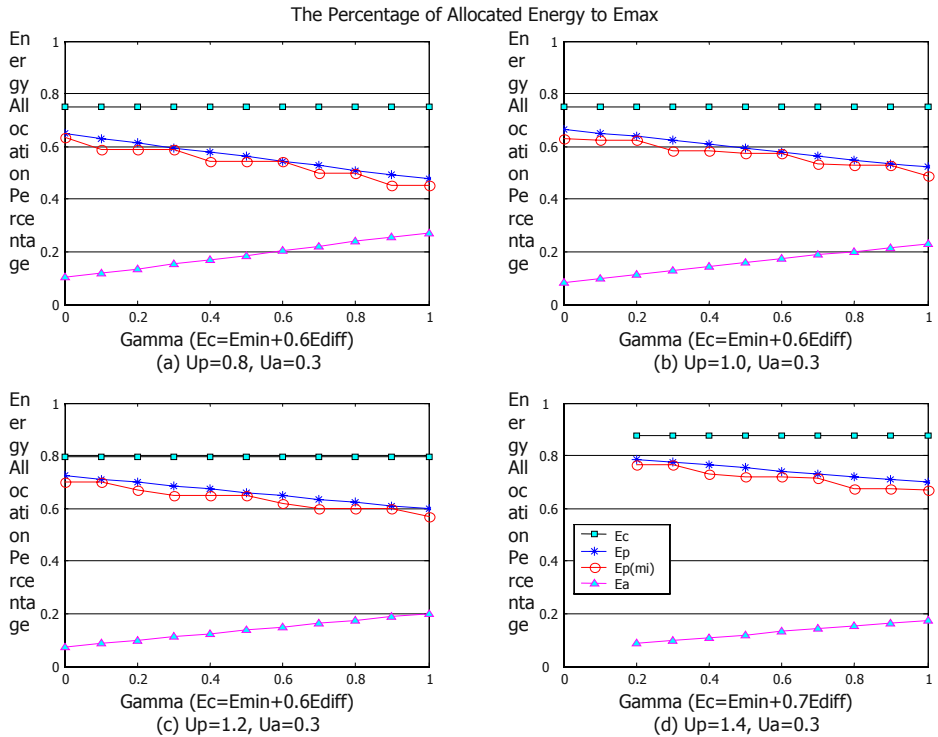 The Percentage of Allocated Energy to Emax
En
er
gy
All
oc
ati
on
Pe
rce
nta
ge
1
0.8
0.6
0.4
0.2
0
0 0.2 0.4 0.6 0.8 1
Gamma (Ec=Emin+0.6Ediff)
(a) Up=0.8, Ua=0.3
En
er
gy
All
oc
ati
on
Pe
rce
nta
ge
1
0.8
0.6
0.4
0.2
0
0 0.2 0.4 0.6 0.8 1
Gamma (Ec=Emin+0.6Ediff)
(b) Up=1.0, Ua=0.3
En
er
gy
All
oc
ati
on
Pe
rce
nta
ge
1
0.8
0.6
0.4
0.2
0
0 0.2 0.4 0.6 0.8 1
Gamma (Ec=Emin+0.6Ediff)
(c) Up=1.2, Ua=0.3
En
er
gy
All
oc
ati
on
Pe
rce
nta
ge
1
0.8
0.6
0.4
0.2
0
Ec
Ep
Ep(mi)
Ea
0 0.2 0.4 0.6 0.8 1
Gamma (Ec=Emin+0.7Ediff)
(d) Up=1.4, Ua=0.3